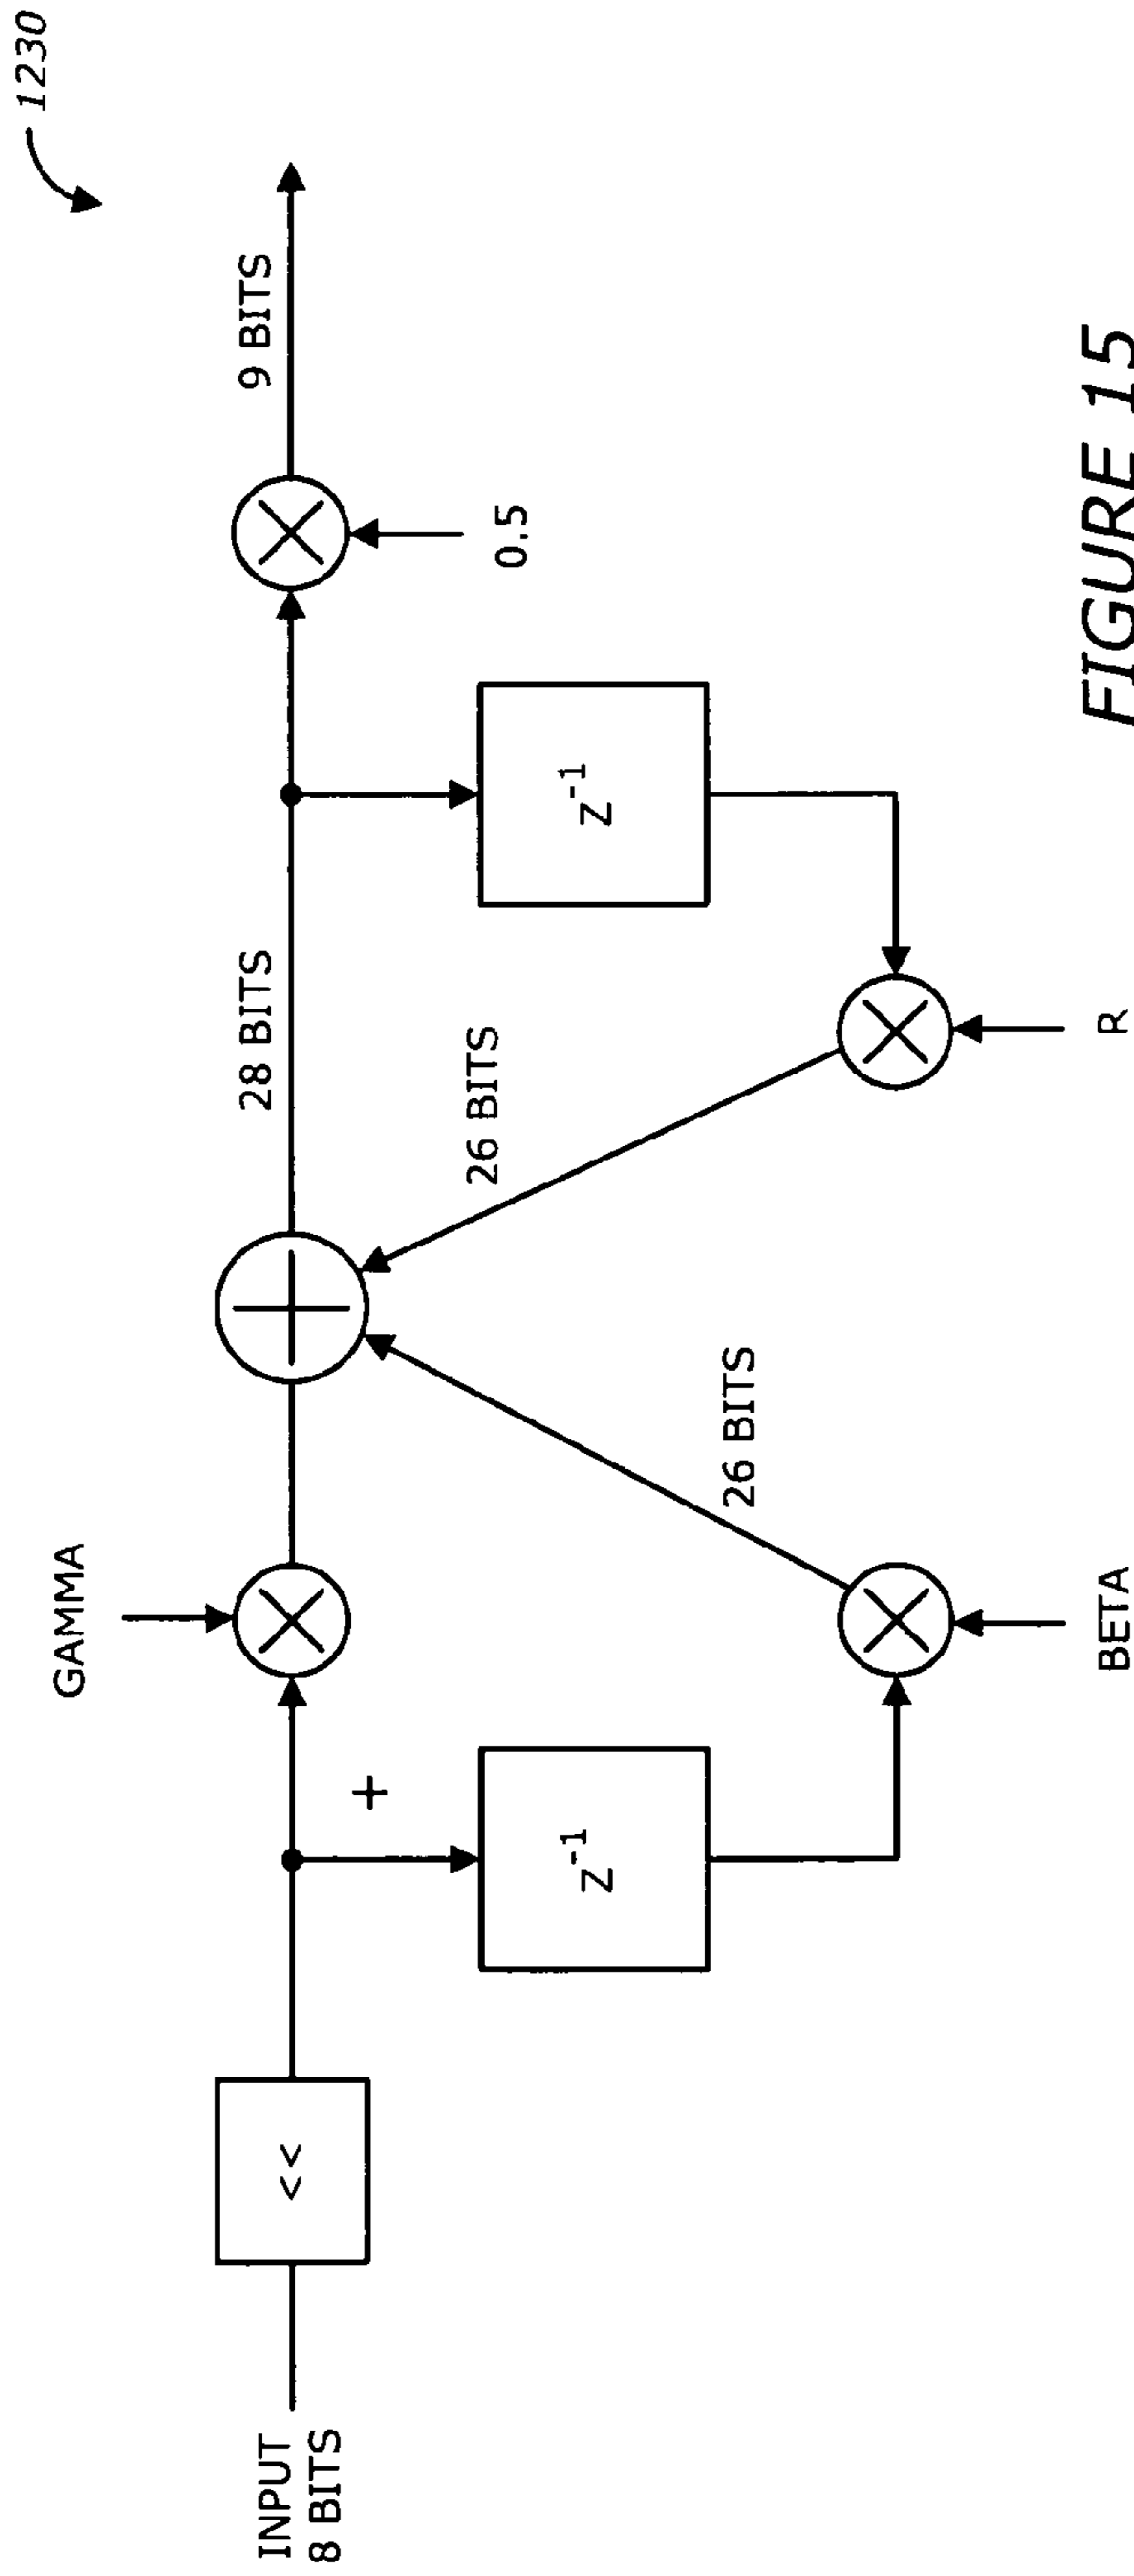 1230
GAMMA
INPUT
8 BITS
<<
+
Z-1
28 BITS
26 BITS
26 BITS
Z-1
9 BITS
0.5
BETA
R
FIGURE 15